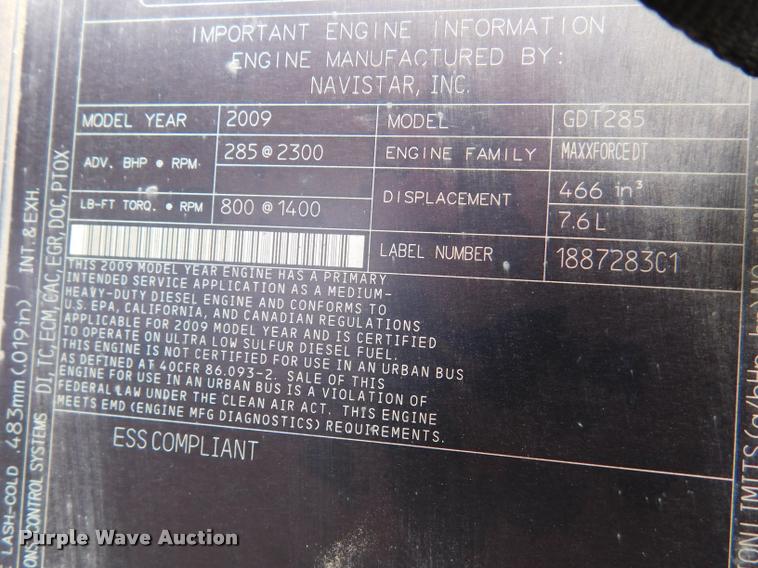 IMPORTANT ENGINE INFORMATION
ENGINE MANUFACTURED BY:
NAVISTAR, INC.
MODEL YEAR 2009 MODEL GDT285
ADV. BHP • RPM 285@2300 ENGINE FAMILY MAXXFORCE DT
DISPLACEMENT 466 in³
LB-FT TORQ. • RPM 800@1400 7.6L
LABEL NUMBER 1887283C1
THIS 2009 MODEL YEAR ENGINE HAS A PRIMARY
INTENDED SERVICE APPLICATION AS A MEDIUM-
HEAVY-DUTY DIESEL ENGINE AND CONFORMS TO
U.S. EPA, CALIFORNIA, AND CANADIAN REGULATIONS
APPLICABLE FOR 2009 MODEL YEAR AND IS CERTIFIED
TO OPERATE ON ULTRA LOW SULFUR DIESEL FUEL.
THIS ENGINE IS NOT CERTIFIED FOR USE IN AN URBAN BUS
AS DEFINED AT 40CFR 86.093-2. SALE OF THIS
ENGINE FOR USE IN AN URBAN BUS IS A VIOLATION OF
FEDERAL LAW UNDER THE CLEAN AIR ACT. THIS ENGINE
MEETS EMD (ENGINE MFG DIAGNOSTICS) REQUIREMENTS.
ESS COMPLIANT
LASH-COLD .483mm (.019in) INT. & EXH.
CONTROL SYSTEMS DI, TC, ECM, CAC, EGR, DOC, PTOX
Purple Wave Auction